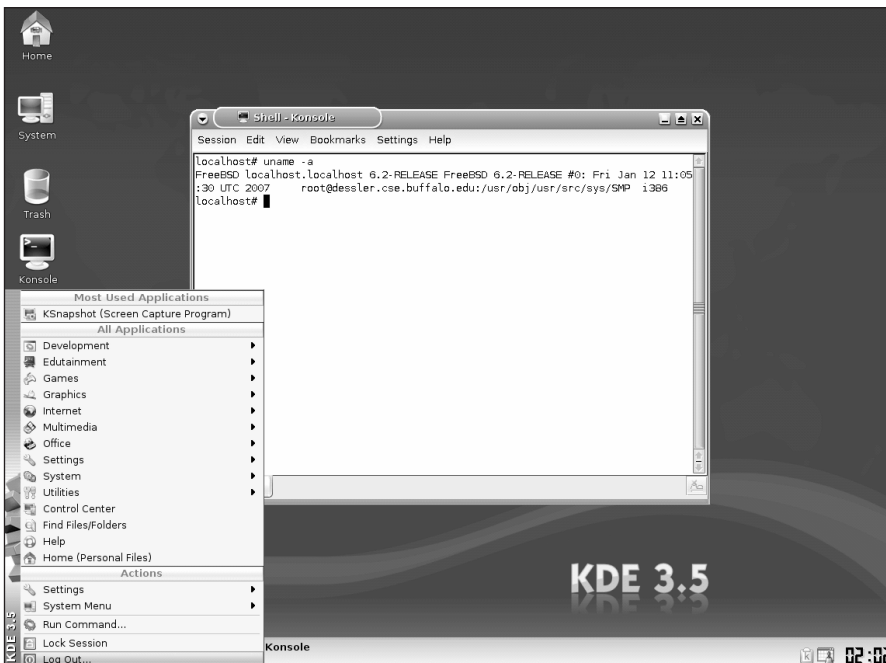 Home
System
Trash
Konsole
Shell - Konsole
Session Edit View Bookmarks Settings Help
localhost# uname -a
FreeBSD localhost.localhost 6.2-RELEASE FreeBSD 6.2-RELEASE #0: Fri Jan 12 11:05
:30 UTC 2007 root@dessler.cse.buffalo.edu:/usr/obj/usr/src/sys/SMP i386
localhost#
Most Used Applications
KSnapshot (Screen Capture Program)
All Applications
Development
Edutainment
Games
Graphics
Internet
Multimedia
Office
Settings
System
Utilities
Control Center
Find Files/Folders
Help
Home (Personal Files)
Actions
Settings
System Menu
Run Command...
Lock Session
Log Out...
KDE 3.5
KDE 3.5
Konsole